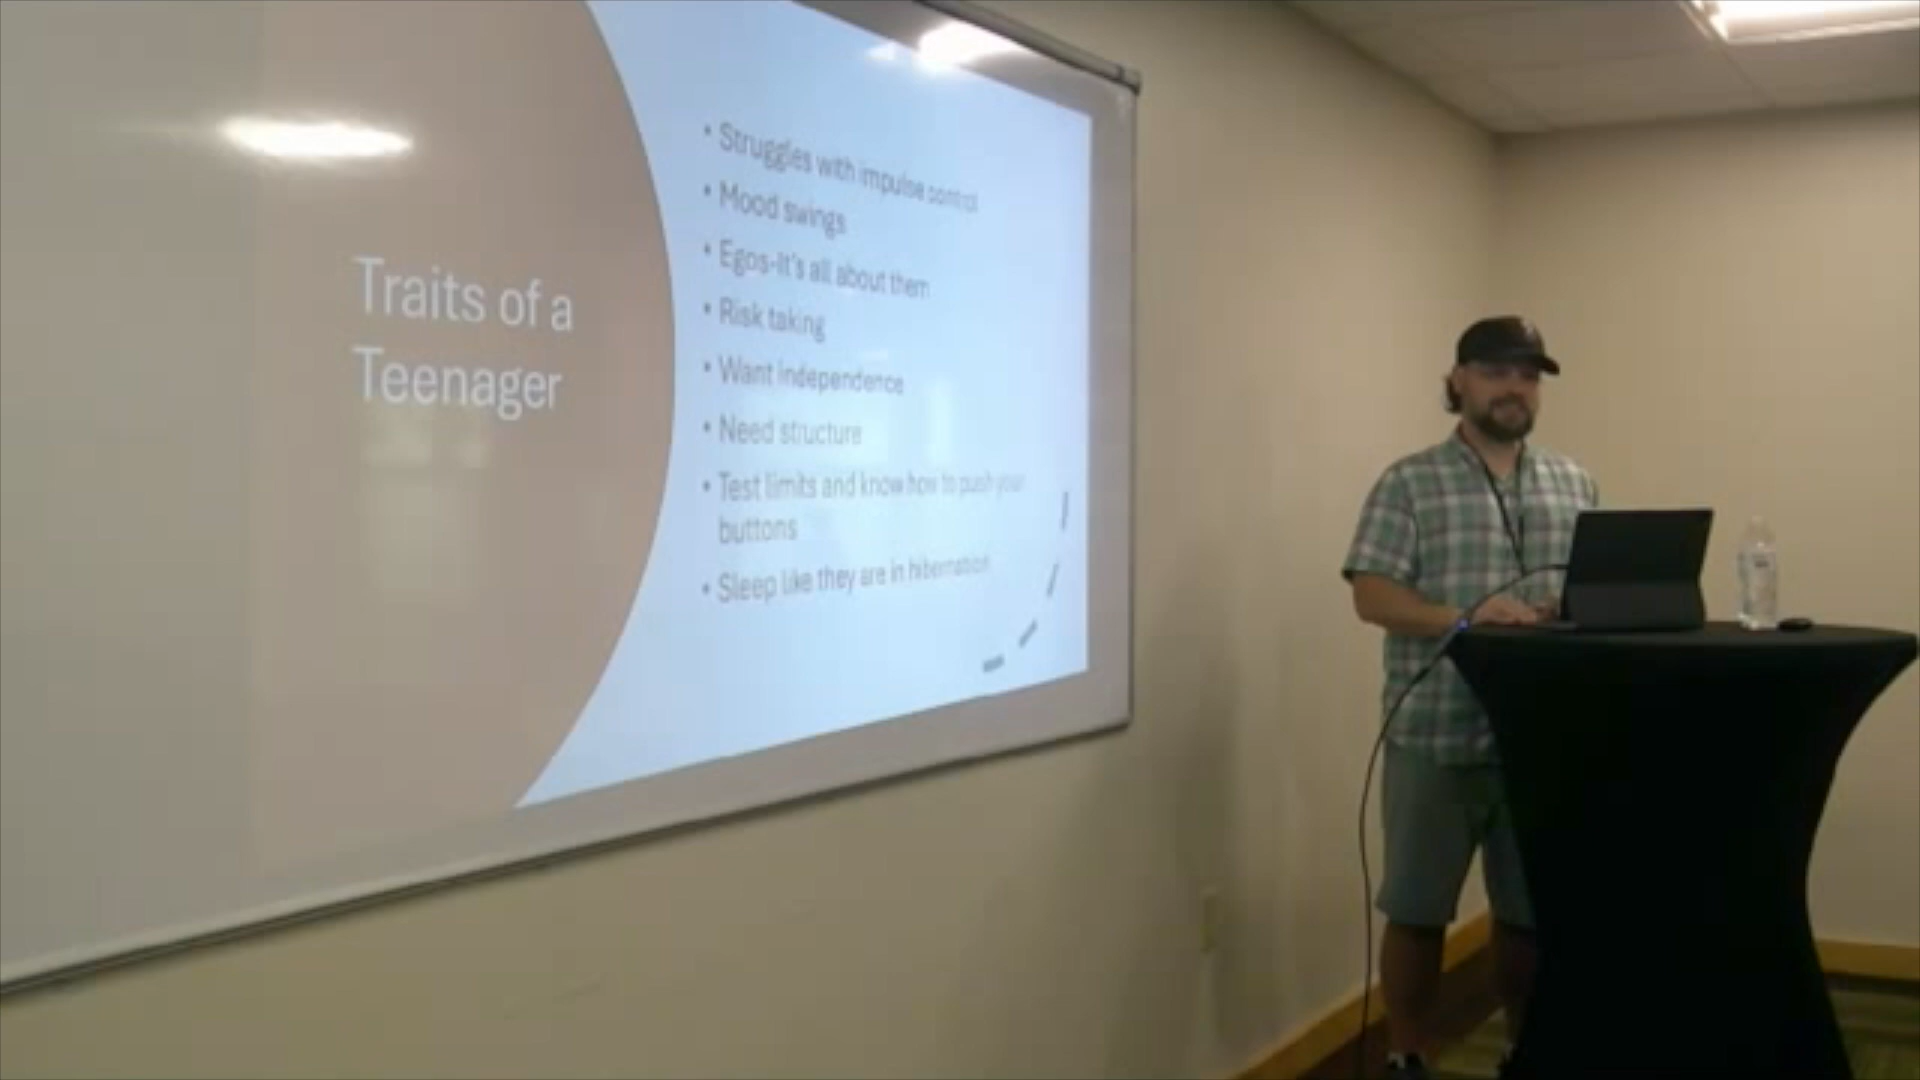 Traits of a
Teenager
• Struggles with impulse control
• Mood swings
• Egos-It's all about them
• Risk taking
• Want independence
• Need structure
• Test limits and know how to push your
buttons
• Sleep like they are in hibernation